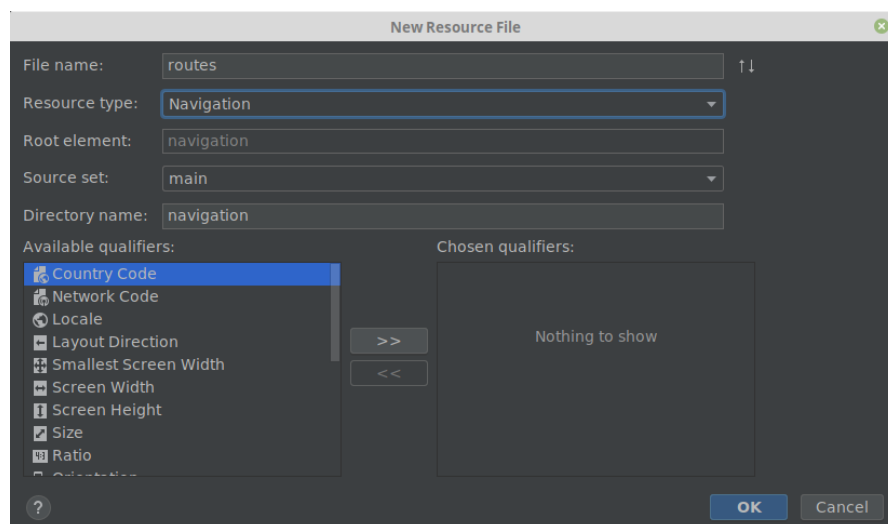 New Resource File
File name:
routes
↑↓
Resource type:
Navigation
Root element:
navigation
Source set:
main
Directory name:
navigation
Available qualifiers:
Chosen qualifiers:
Country Code
Network Code
Locale
Layout Direction
Smallest Screen Width
Screen Width
Screen Height
Size
Ratio
Orientation
>>
<<
Nothing to show
?
OK
Cancel